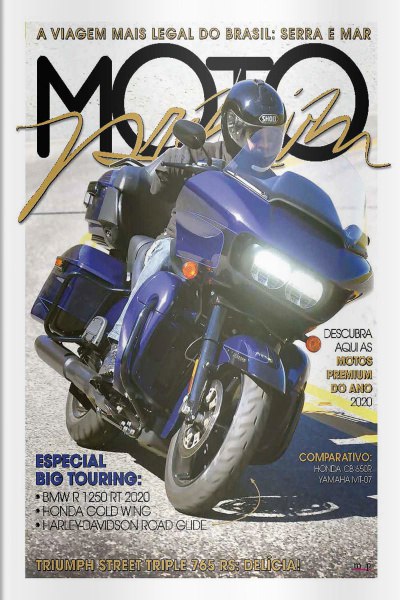 A VIAGEM MAIS LEGAL DO BRASIL: SERRA E MAR
MOTO
premium
SHOEI
DESCUBRA
AQUI AS
MOTOS
PREMIUM
DO ANO
2020
COMPARATIVO:
HONDA CB 650R
YAMAHA MT-07
ESPECIAL
BIG TOURING:
• BMW R 1250 RT 2020
• HONDA GOLD WING
• HARLEY-DAVIDSON ROAD GLIDE
TRIUMPH STREET TRIPLE 765 RS: DELÍCIA!